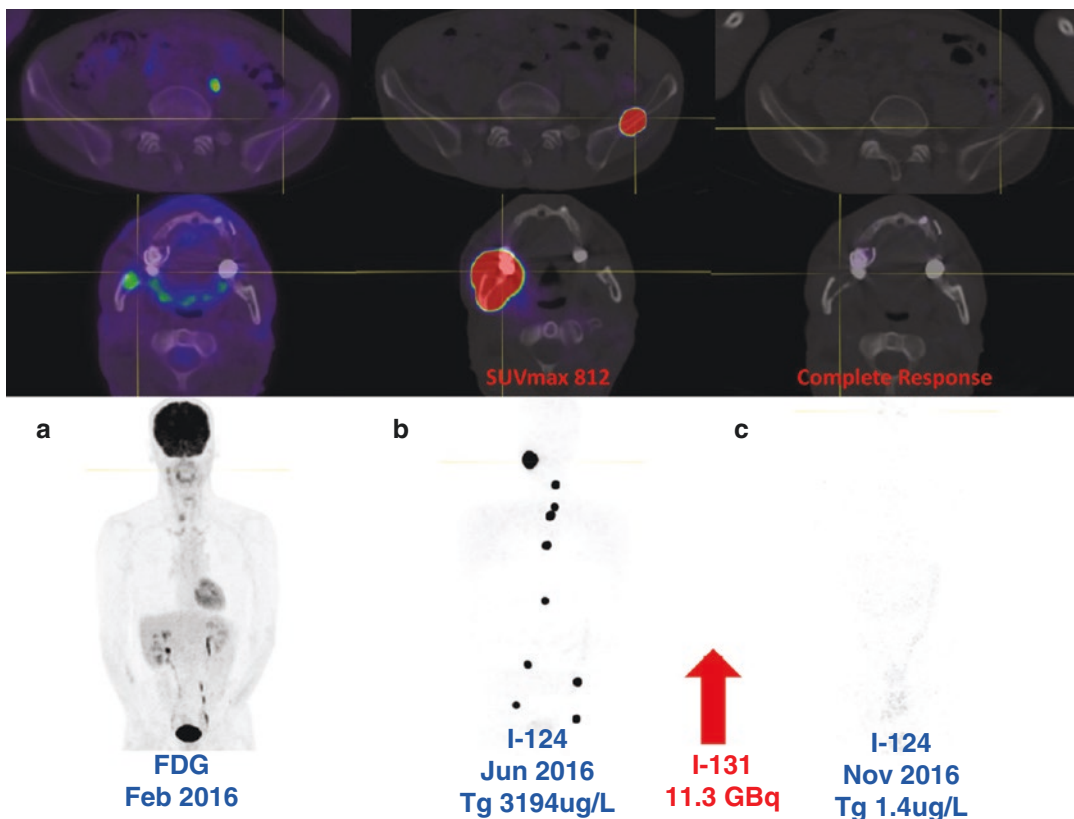 SUVmax 812
Complete Response
a
b
c
FDG
Feb 2016
I-124
Jun 2016
Tg 3194ug/L
I-131
11.3 GBq
I-124
Nov 2016
Tg 1.4ug/L